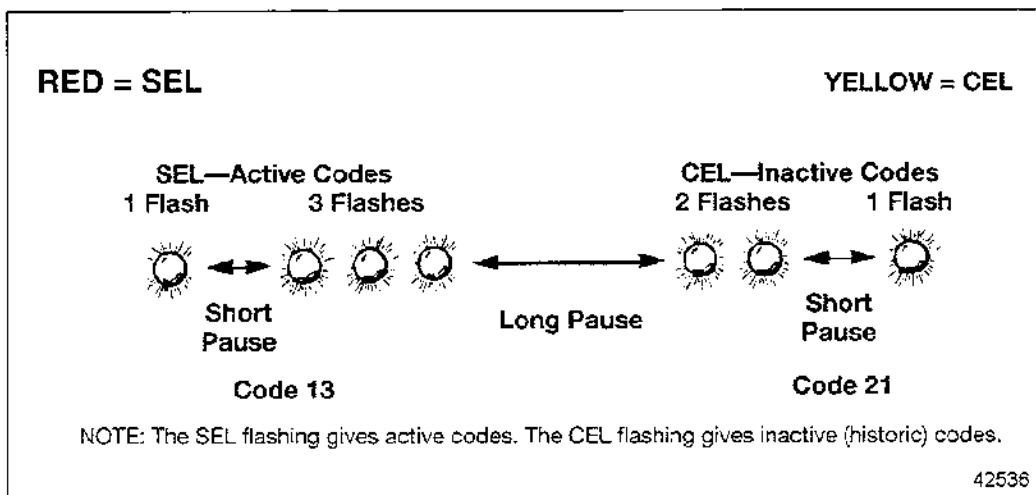 RED = SEL
YELLOW = CEL
SEL—Active Codes
1 Flash
3 Flashes
CEL—Inactive Codes
2 Flashes
1 Flash
Short
Pause
Long Pause
Short
Pause
Code 13
Code 21
NOTE: The SEL flashing gives active codes. The CEL flashing gives inactive (historic) codes.
42536